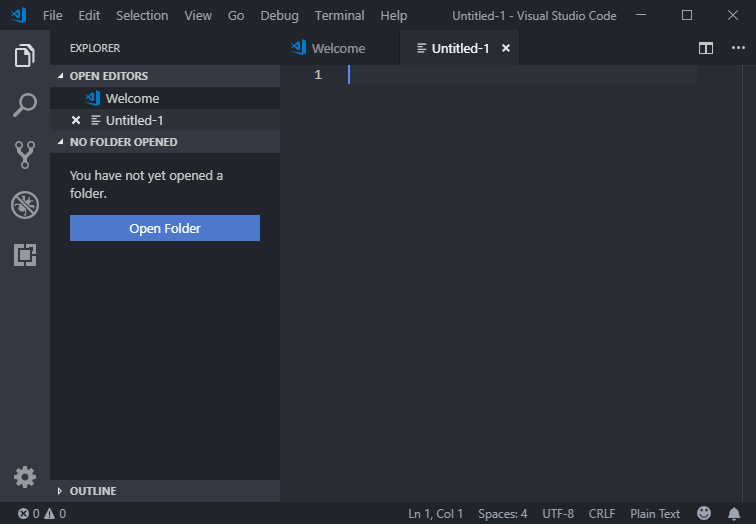 File Edit Selection View Go Debug Terminal Help Untitled-1 - Visual Studio Code
EXPLORER
Welcome
Untitled-1
OPEN EDITORS
Welcome
Untitled-1
NO FOLDER OPENED
You have not yet opened a
folder.
Open Folder
OUTLINE
1
0 0 Ln 1, Col 1 Spaces: 4 UTF-8 CRLF Plain Text